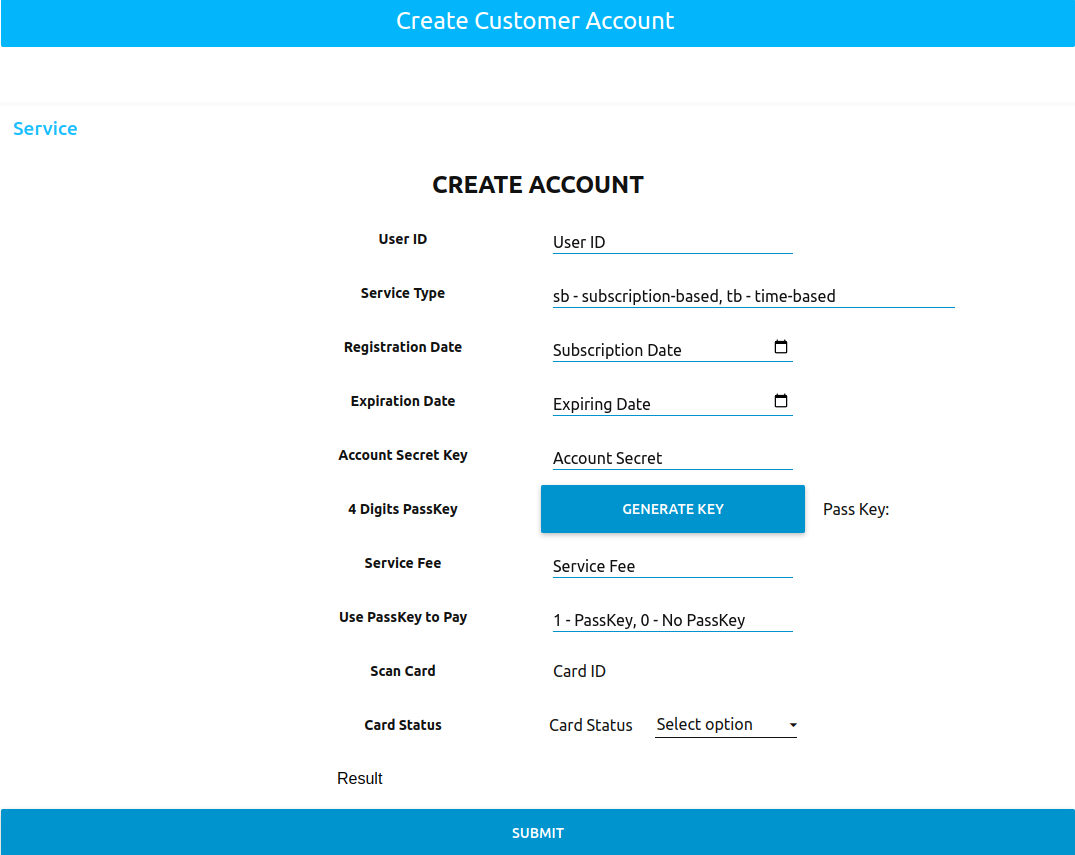 Create Customer Account
Service
CREATE ACCOUNT
User ID User ID
Service Type sb - subscription-based, tb - time-based
Registration Date Subscription Date
Expiration Date Expiring Date
Account Secret Key Account Secret
4 Digits PassKey GENERATE KEY Pass Key:
Service Fee Service Fee
Use PassKey to Pay 1 - PassKey, 0 - No PassKey
Scan Card Card ID
Card Status Card Status Select option
Result
SUBMIT